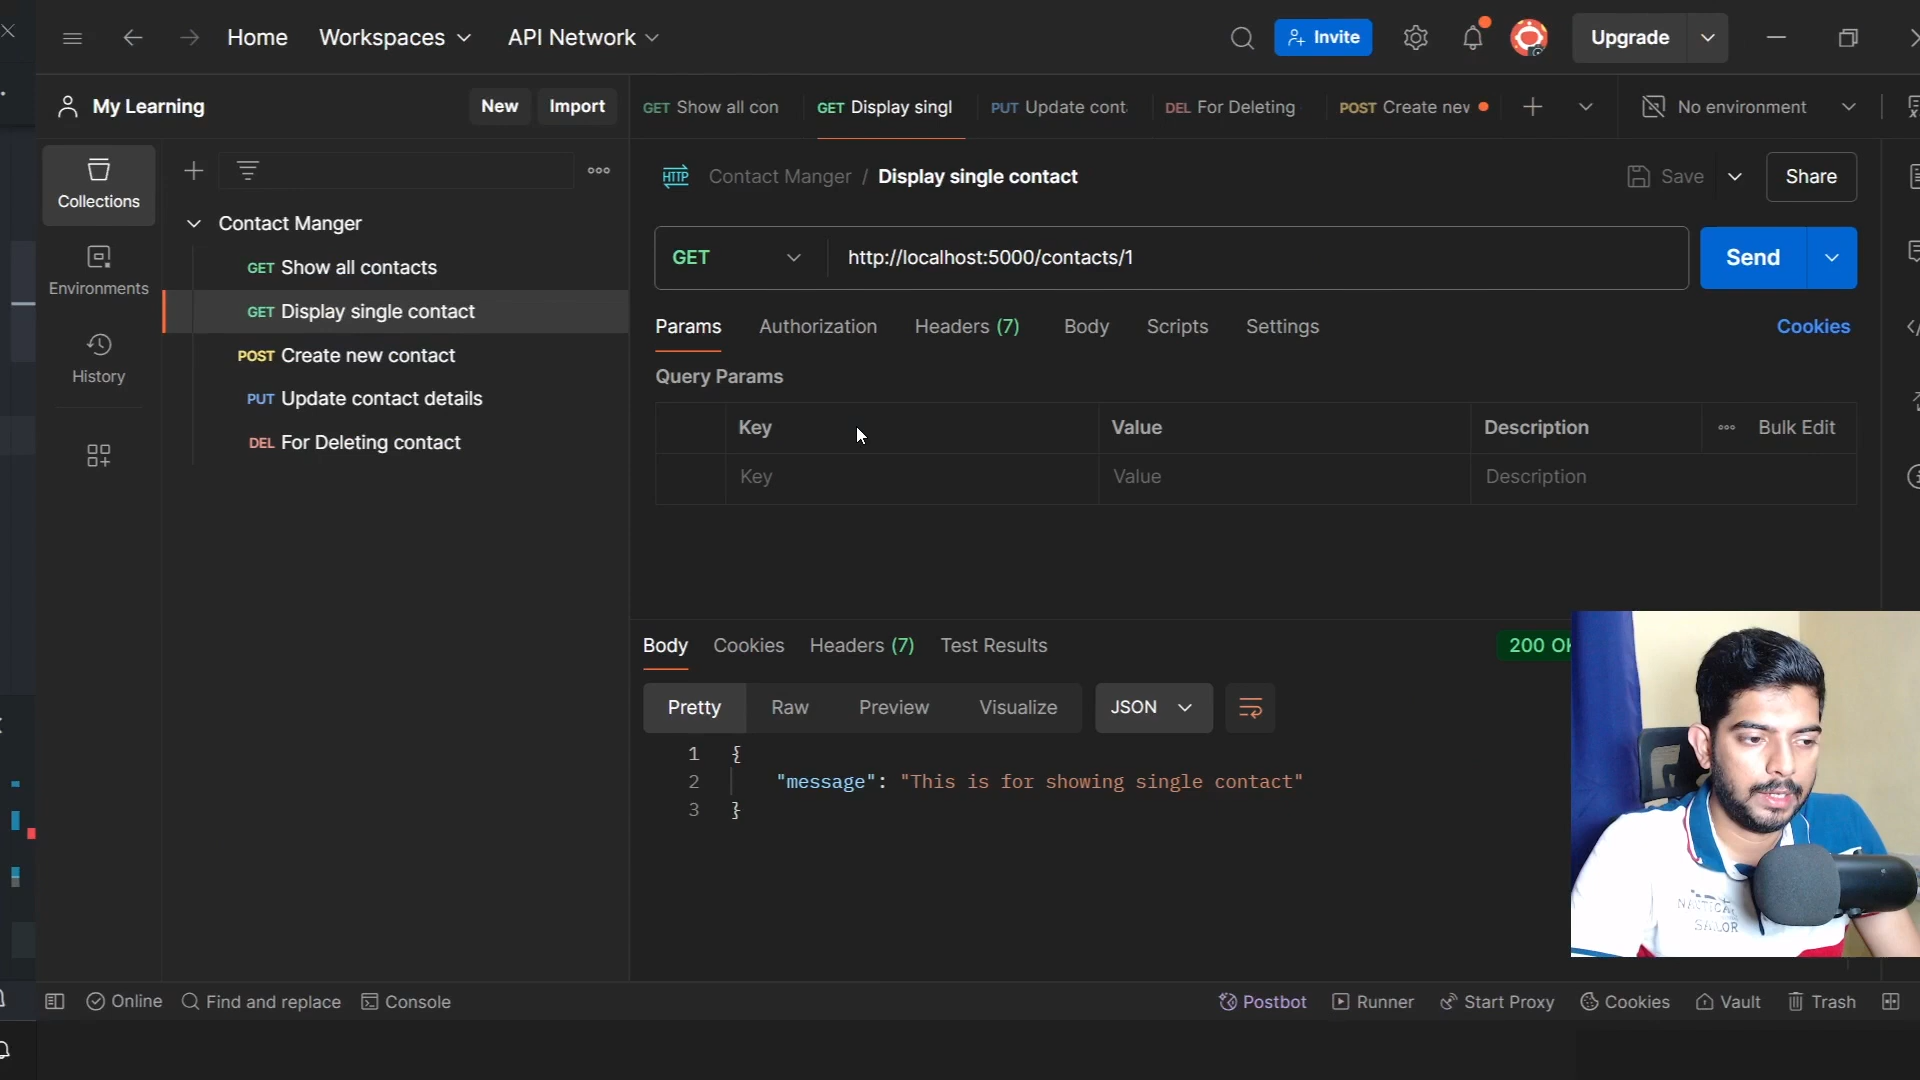 Home Workspaces API Network Invite Upgrade
My Learning New Import GET Show all con GET Display singl PUT Update cont DEL For Deleting POST Create nev No environment
Collections
Contact Manger / Display single contact Save Share
Contact Manger
GET Show all contacts
GET http://localhost:5000/contacts/1 Send
Environments
GET Display single contact
Params Authorization Headers (7) Body Scripts Settings Cookies
POST Create new contact
History
Query Params
PUT Update contact details
Key Value Description Bulk Edit
DEL For Deleting contact
Key Value Description
Body Cookies Headers (7) Test Results 200 OK
Pretty Raw Preview Visualize JSON
1 {
2 "message": "This is for showing single contact"
3 }
NAUTICAL
SAILOR
Online Find and replace Console Postbot Runner Start Proxy Cookies Vault Trash